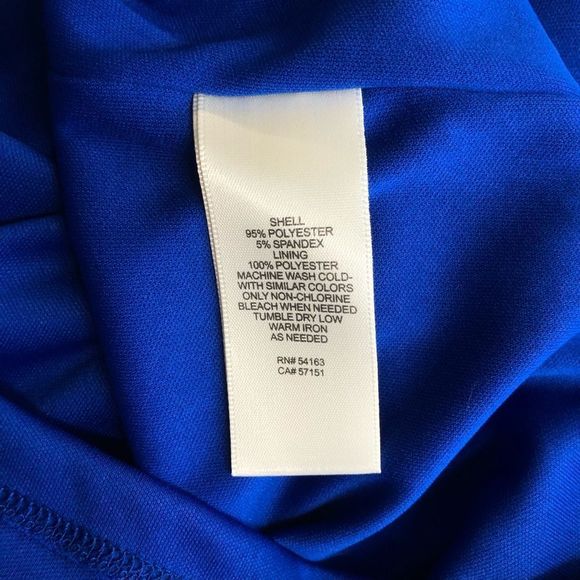 SHELL
95% POLYESTER
5% SPANDEX
LINING
100% POLYESTER
MACHINE WASH COLD-
WITH SIMILAR COLORS
ONLY NON-CHLORINE
BLEACH WHEN NEEDED
TUMBLE DRY LOW
WARM IRON
AS NEEDED
RN# 54163
CA# 57151